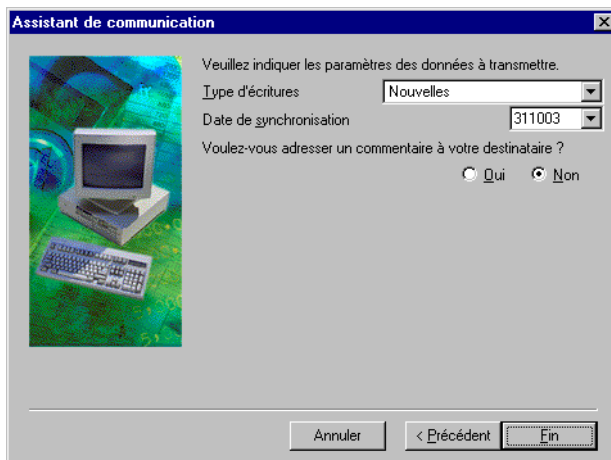 Assistant de communication
Veuillez indiquer les paramètres des données à transmettre.
Type d'écritures Nouvelles
Date de synchronisation 311003
Voulez-vous adresser un commentaire à votre destinataire ?
Oui Non
Annuler < Précédent Fin